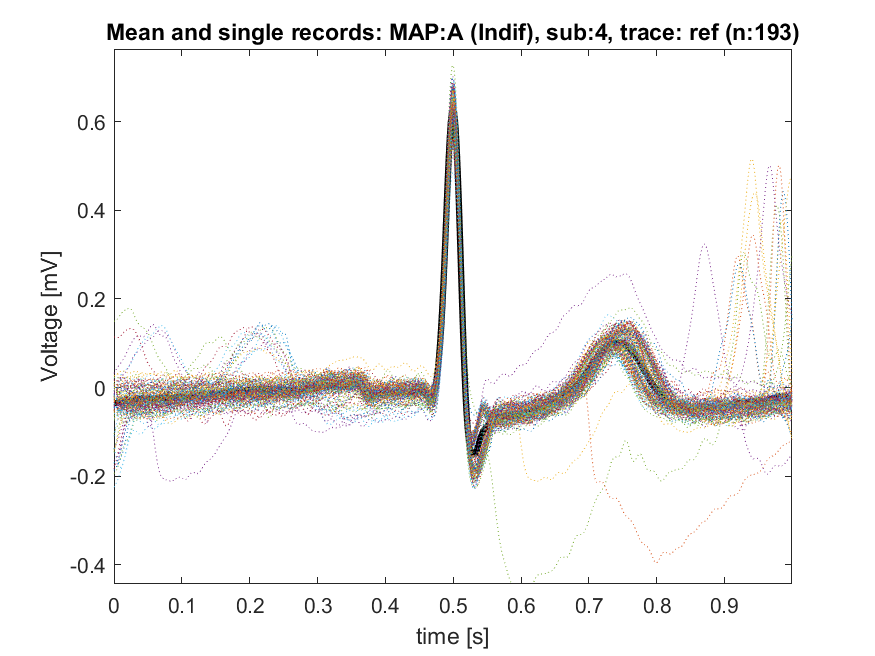 Mean and single records: MAP:A (Indif), sub:4, trace: ref (n:193)
Voltage [mV]
0.6
0.4
0.2
0
-0.2
-0.4
0 0.1 0.2 0.3 0.4 0.5 0.6 0.7 0.8 0.9
time [s]